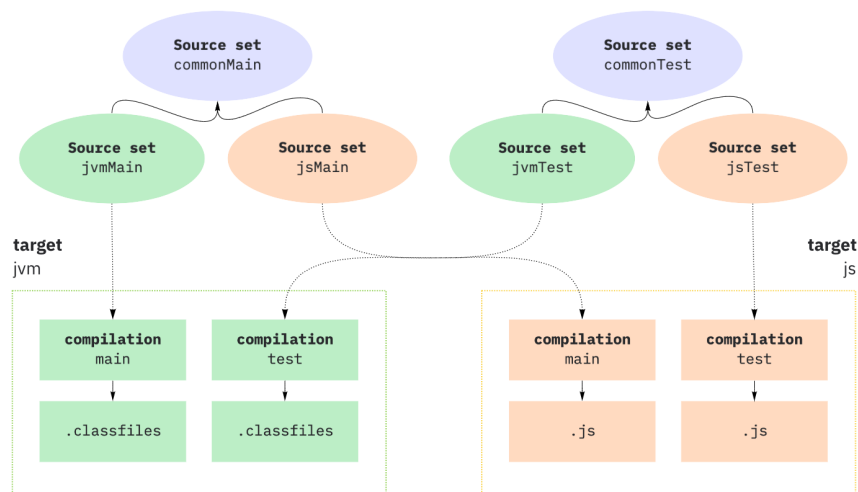 Source set
commonMain
Source set
commonTest
Source set
jvmMain
Source set
jsMain
Source set
jvmTest
Source set
jsTest
target
jvm
target
js
compilation
main
compilation
test
compilation
main
compilation
test
.classfiles
.classfiles
.js
.js